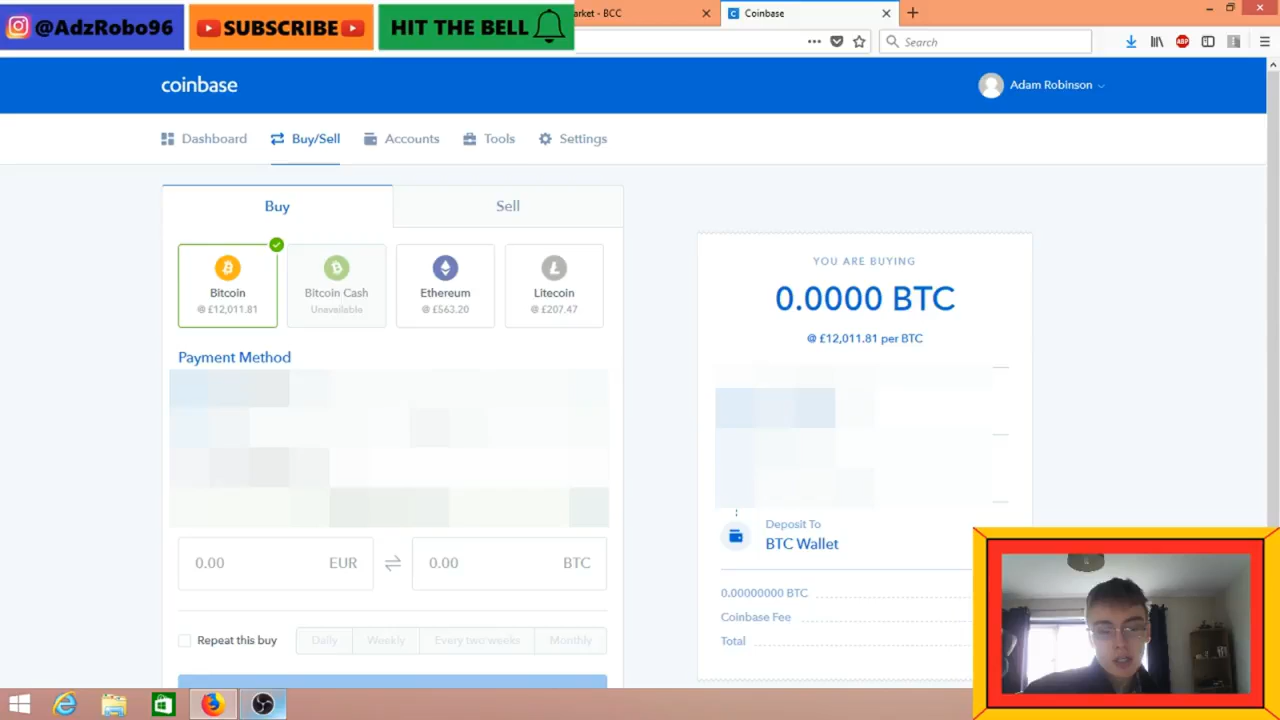 @AdzRobo96
SUBSCRIBE
HIT THE BELL
arket - BCC
Coinbase
Search
ABP
coinbase
Adam Robinson
Dashboard
Buy/Sell
Accounts
Tools
Settings
Buy
Sell
Bitcoin
@ £12,011.81
Bitcoin Cash
Unavailable
Ethereum
@ £563.20
Litecoin
@ £207.47
Payment Method
0.00 EUR
0.00 BTC
Repeat this buy
Daily
Weekly
Every two weeks
Monthly
YOU ARE BUYING
0.0000 BTC
@ £12,011.81 per BTC
Deposit To
BTC Wallet
0.00000000 BTC
Coinbase Fee
Total